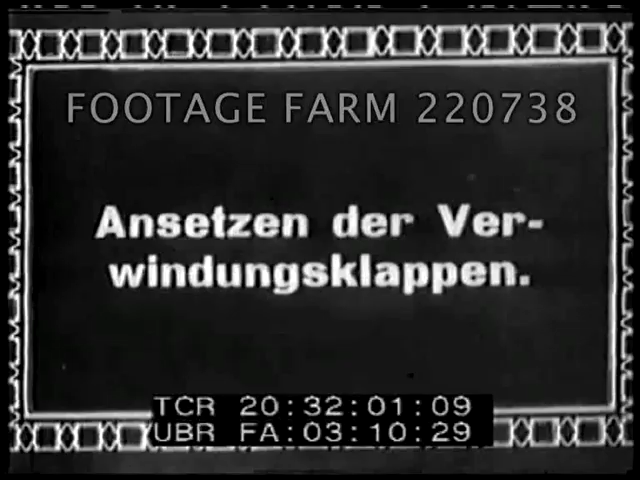 FOOTAGE FARM 220738
Ansetzen der Ver-
windungsklappen.
TCR 20:32:01:09
UBR FA:03:10:29